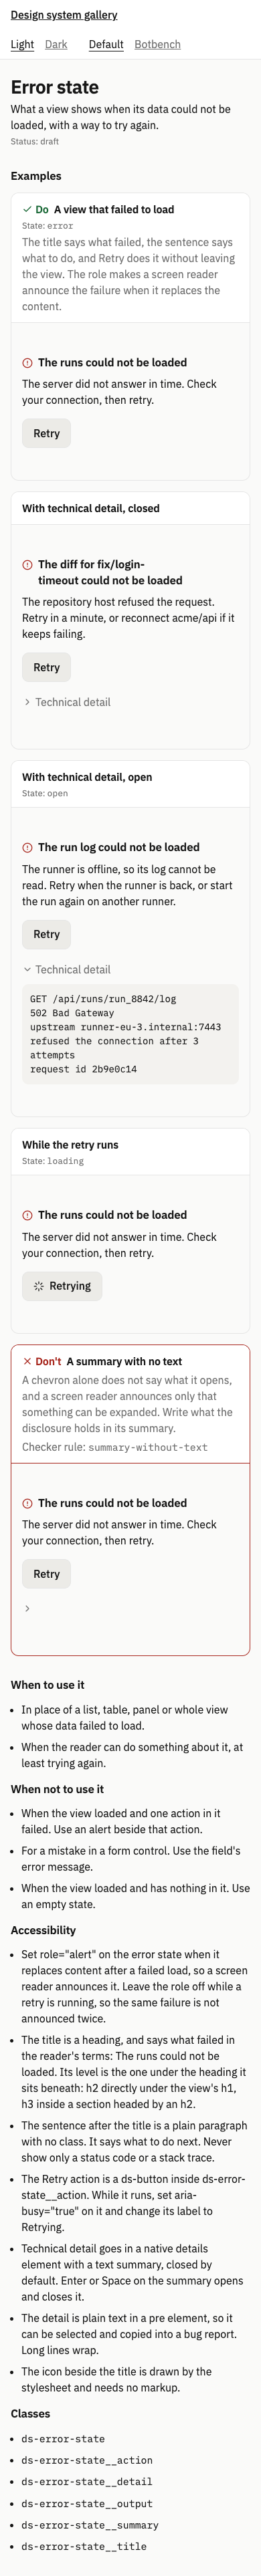 Design system gallery
Light Dark Default Botbench
Error state
What a view shows when its data could not be
loaded, with a way to try again.
Status: draft
Examples
Do A view that failed to load
State: error
The title says what failed, the sentence says
what to do, and Retry does it without leaving
the view. The role makes a screen reader
announce the failure when it replaces the
content.
The runs could not be loaded
The server did not answer in time. Check
your connection, then retry.
Retry
With technical detail, closed
The diff for fix/login-
timeout could not be loaded
The repository host refused the request.
Retry in a minute, or reconnect acme/api if it
keeps failing.
Retry
Technical detail
With technical detail, open
State: open
The run log could not be loaded
The runner is offline, so its log cannot be
read. Retry when the runner is back, or start
the run again on another runner.
Retry
Technical detail
GET /api/runs/run_8842/log
502 Bad Gateway
upstream runner-eu-3.internal:7443
refused the connection after 3
attempts
request id 2b9e0c14
While the retry runs
State: loading
The runs could not be loaded
The server did not answer in time. Check
your connection, then retry.
Retrying
Don't A summary with no text
A chevron alone does not say what it opens,
and a screen reader announces only that
something can be expanded. Write what the
disclosure holds in its summary.
Checker rule: summary-without-text
The runs could not be loaded
The server did not answer in time. Check
your connection, then retry.
Retry
When to use it
• In place of a list, table, panel or whole view
whose data failed to load.
• When the reader can do something about it, at
least trying again.
When not to use it
• When the view loaded and one action in it
failed. Use an alert beside that action.
• For a mistake in a form control. Use the field's
error message.
• When the view loaded and has nothing in it. Use
an empty state.
Accessibility
• Set role="alert" on the error state when it
replaces content after a failed load, so a screen
reader announces it. Leave the role off while a
retry is running, so the same failure is not
announced twice.
• The title is a heading, and says what failed in
the reader's terms: The runs could not be
loaded. Its level is the one under the heading it
sits beneath: h2 directly under the view's h1,
h3 inside a section headed by an h2.
• The sentence after the title is a plain paragraph
with no class. It says what to do next. Never
show only a status code or a stack trace.
• The Retry action is a ds-button inside ds-error-
state__action. While it runs, set aria-
busy="true" on it and change its label to
Retrying.
• Technical detail goes in a native details
element with a text summary, closed by
default. Enter or Space on the summary opens
and closes it.
• The detail is plain text in a pre element, so it
can be selected and copied into a bug report.
Long lines wrap.
• The icon beside the title is drawn by the
stylesheet and needs no markup.
Classes
• ds-error-state
• ds-error-state__action
• ds-error-state__detail
• ds-error-state__output
• ds-error-state__summary
• ds-error-state__title